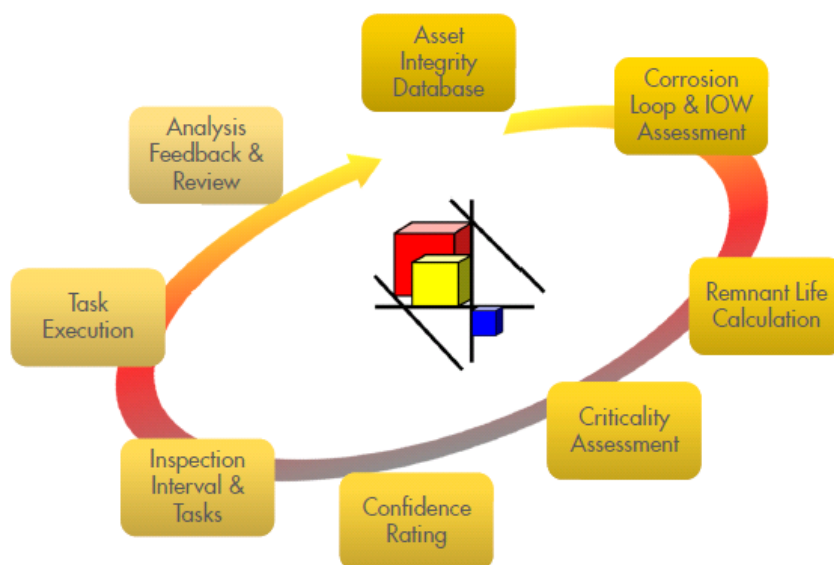 Asset
Integrity
Database
Corrosion
Loop & IOW
Assessment
Remnant Life
Calculation
Criticality
Assessment
Confidence
Rating
Inspection
Interval &
Tasks
Task
Execution
Analysis
Feedback &
Review